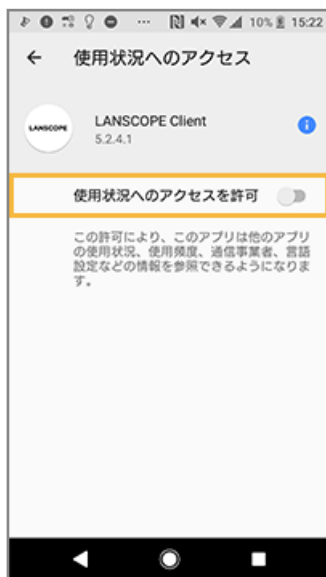 10% 15:22
使用状況へのアクセス
LANSCOPE
LANSCOPE Client
5.2.4.1
使用状況へのアクセスを許可
この許可により、このアプリは他のアプリ
の使用状況、使用頻度、通信事業者、言語
設定などの情報を参照できるようになりま
す。